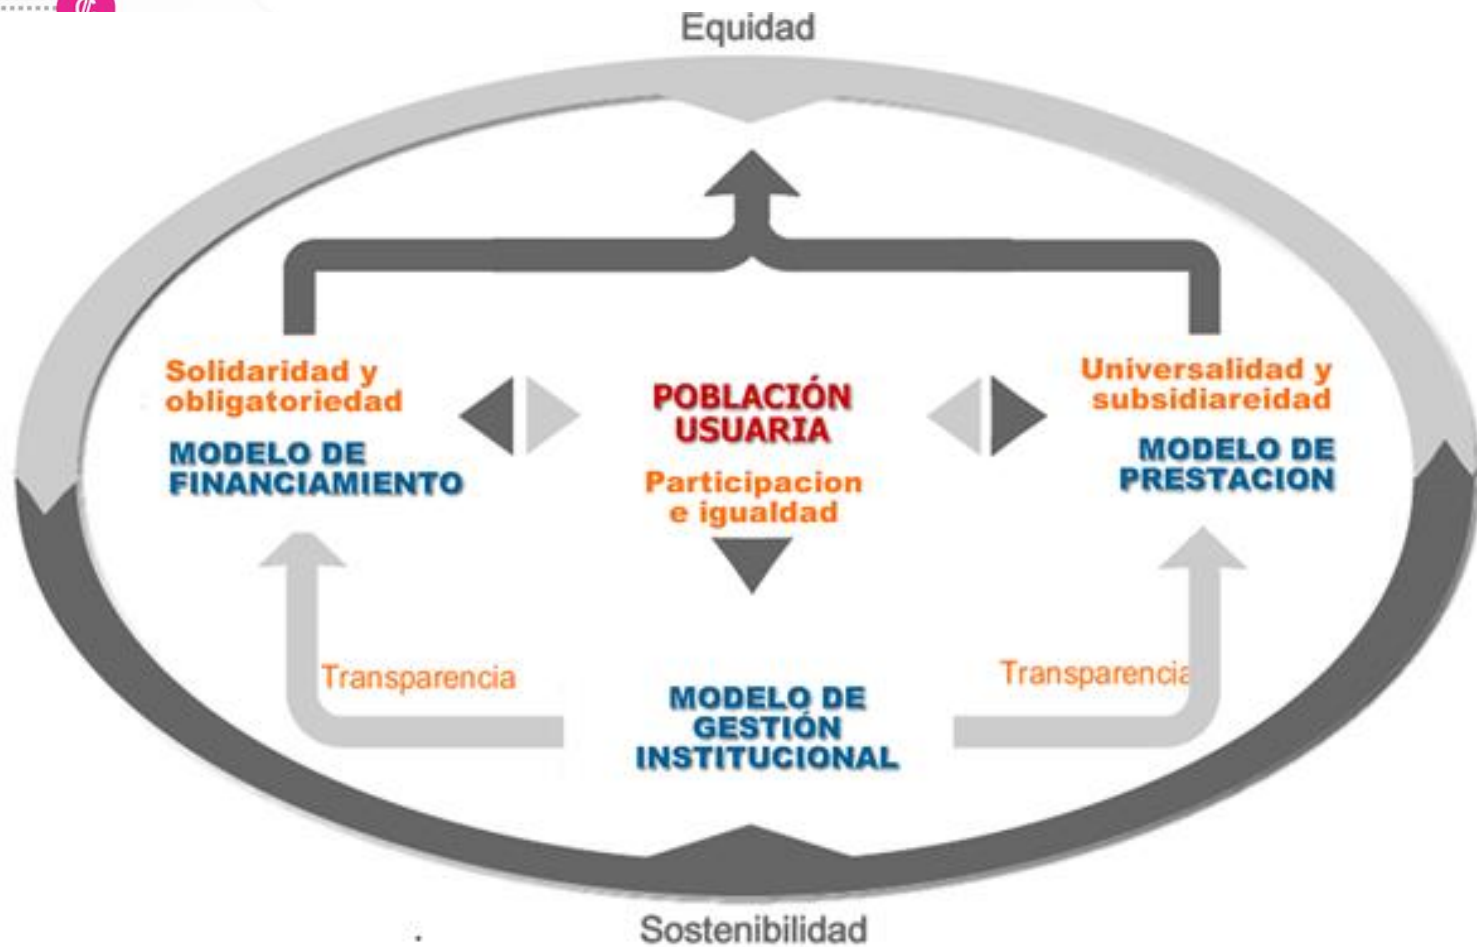 Equidad
Solidaridad y
obligatoriedad
MODELO DE
FINANCIAMIENTO
POBLACIÓN
USUARIA
Participacion
e igualdad
Universalidad y
subsidiareidad
MODELO DE
PRESTACION
Transparencia
Transparencia
MODELO DE
GESTIÓN
INSTITUCIONAL
Sostenibilidad